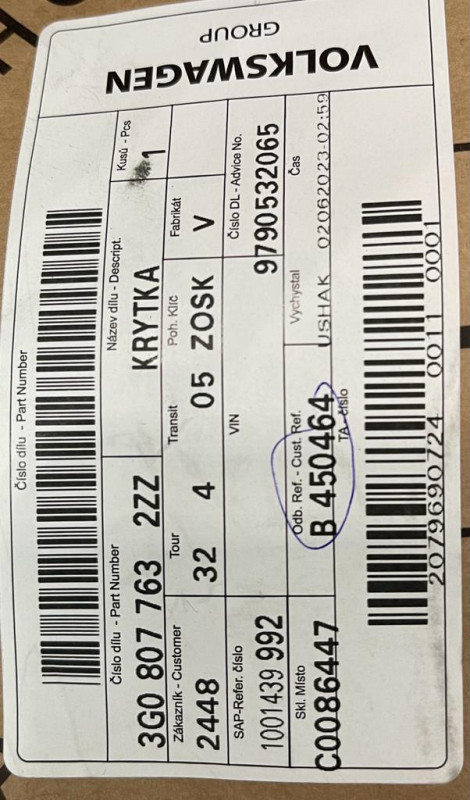 VOLKSWAGEN
GROUP
Číslo dílu - Part Number
Číslo dílu - Part Number
Název dílu - Descript.
Kusů - Pcs
3G0 807 763 2ZZ
KRYTKA
1
Zákazník - Customer
Tour
Transit
Poh. Klíč
Fabrikát
2448
32
4
05 ZOSK
V
SAP-Refer. číslo
VIN
Číslo DL - Advice No.
1001439 992
9790532065
Skl. Místo
Odb. Ref. - Cust. Ref.
Vychystal
Čas
C0086447
B 450464
USHAK 02062023-02:59
TA - číslo
2079690724 0011 0001